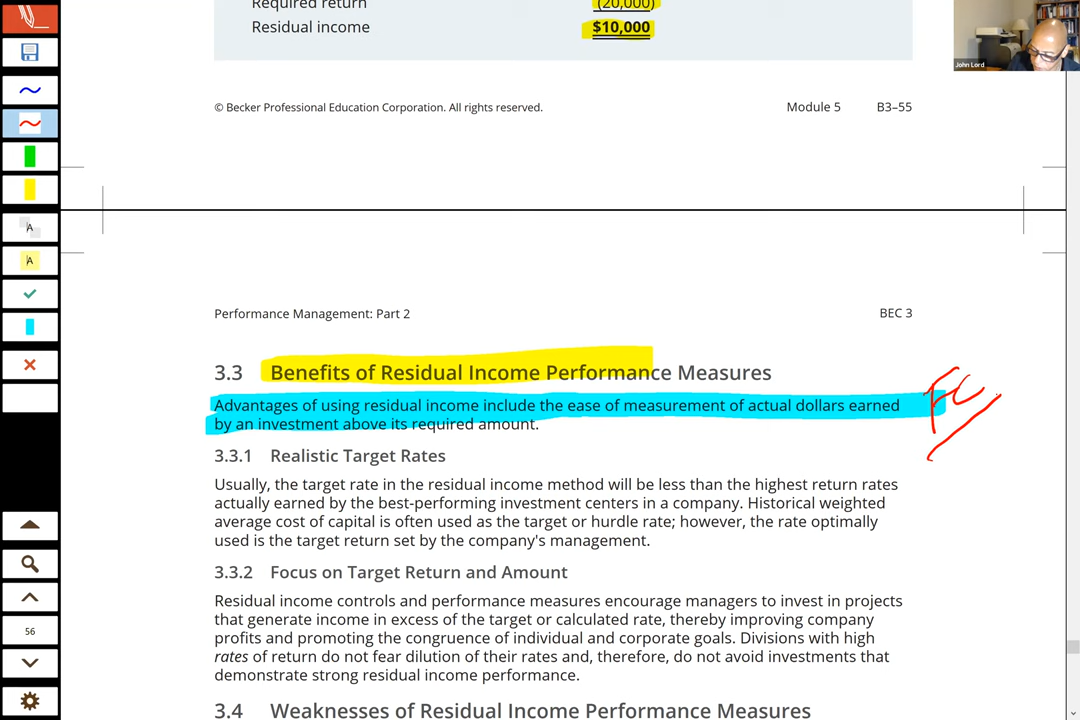 Required return (20,000)
Residual income $10,000
John Lord
© Becker Professional Education Corporation. All rights reserved. Module 5 B3–55
A
A
Performance Management: Part 2 BEC 3
3.3 Benefits of Residual Income Performance Measures
Advantages of using residual income include the ease of measurement of actual dollars earned
by an investment above its required amount.
FC
3.3.1 Realistic Target Rates
Usually, the target rate in the residual income method will be less than the highest return rates
actually earned by the best-performing investment centers in a company. Historical weighted
average cost of capital is often used as the target or hurdle rate; however, the rate optimally
used is the target return set by the company's management.
3.3.2 Focus on Target Return and Amount
Residual income controls and performance measures encourage managers to invest in projects
that generate income in excess of the target or calculated rate, thereby improving company
profits and promoting the congruence of individual and corporate goals. Divisions with high
rates of return do not fear dilution of their rates and, therefore, do not avoid investments that
demonstrate strong residual income performance.
56
3.4 Weaknesses of Residual Income Performance Measures